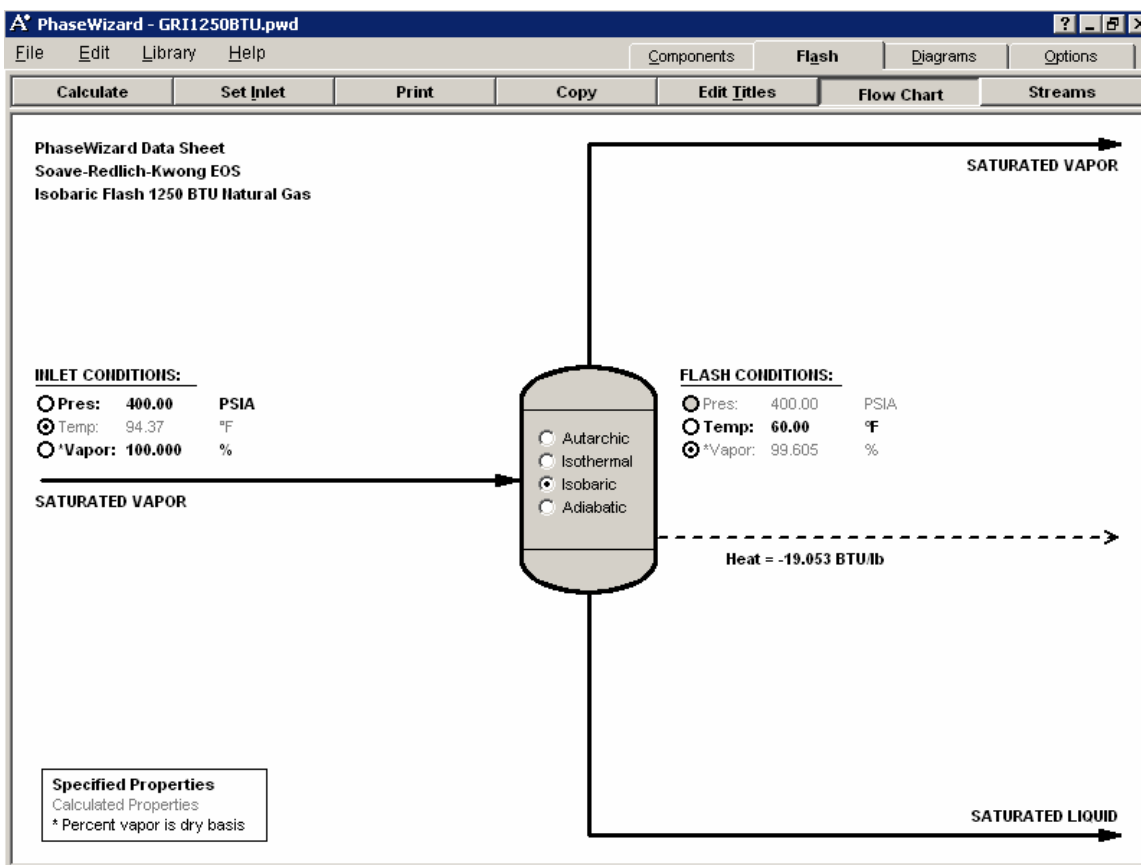 PhaseWizard - GRI1250BTU.pwd
File Edit Library Help Components Flash Diagrams Options
Calculate Set Inlet Print Copy Edit Titles Flow Chart Streams
PhaseWizard Data Sheet
Soave-Redlich-Kwong EOS
Isobaric Flash 1250 BTU Natural Gas
SATURATED VAPOR
INLET CONDITIONS:
Pres: 400.00 PSIA
Temp: 94.37 °F
*Vapor: 100.000 %
SATURATED VAPOR
Autarchic
Isothermal
Isobaric
Adiabatic
FLASH CONDITIONS:
Pres: 400.00 PSIA
Temp: 60.00 °F
*Vapor: 99.605 %
Heat = -19.053 BTU/lb
Specified Properties
Calculated Properties
* Percent vapor is dry basis
SATURATED LIQUID